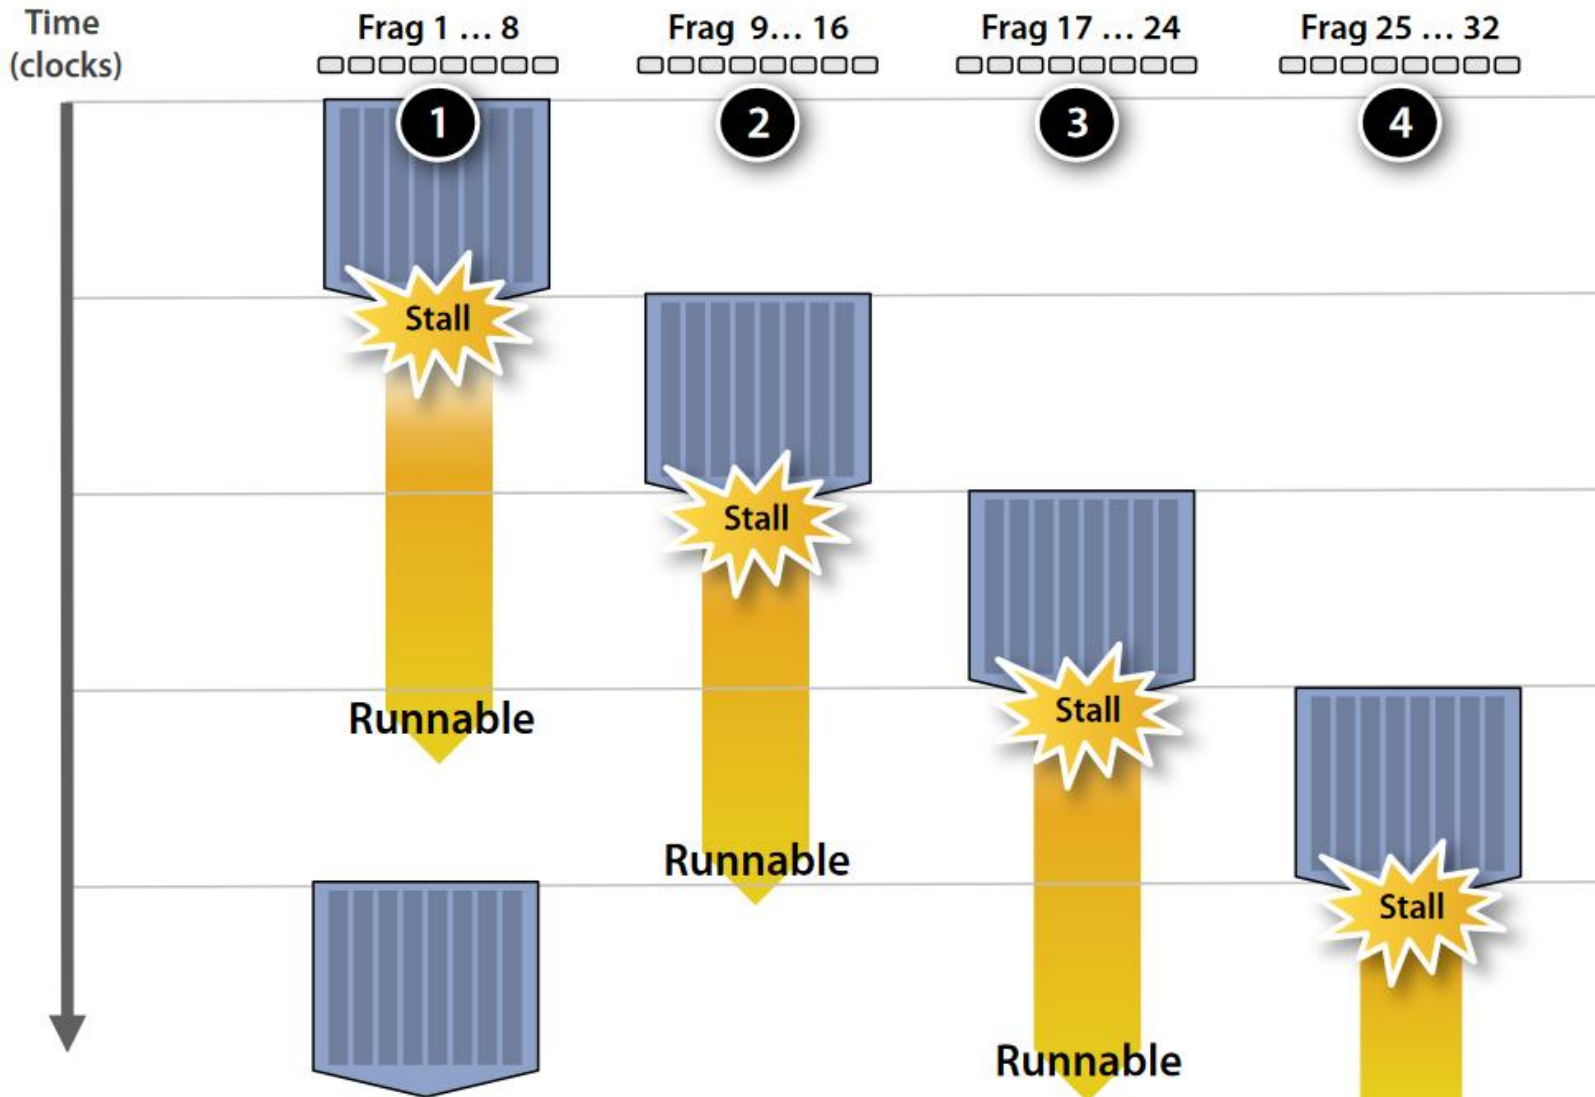 Time
(clocks)
Frag 1 ... 8
Frag 9... 16
Frag 17 ... 24
Frag 25 ... 32
1
2
3
4
Stall
Stall
Stall
Runnable
Runnable
Stall
Runnable